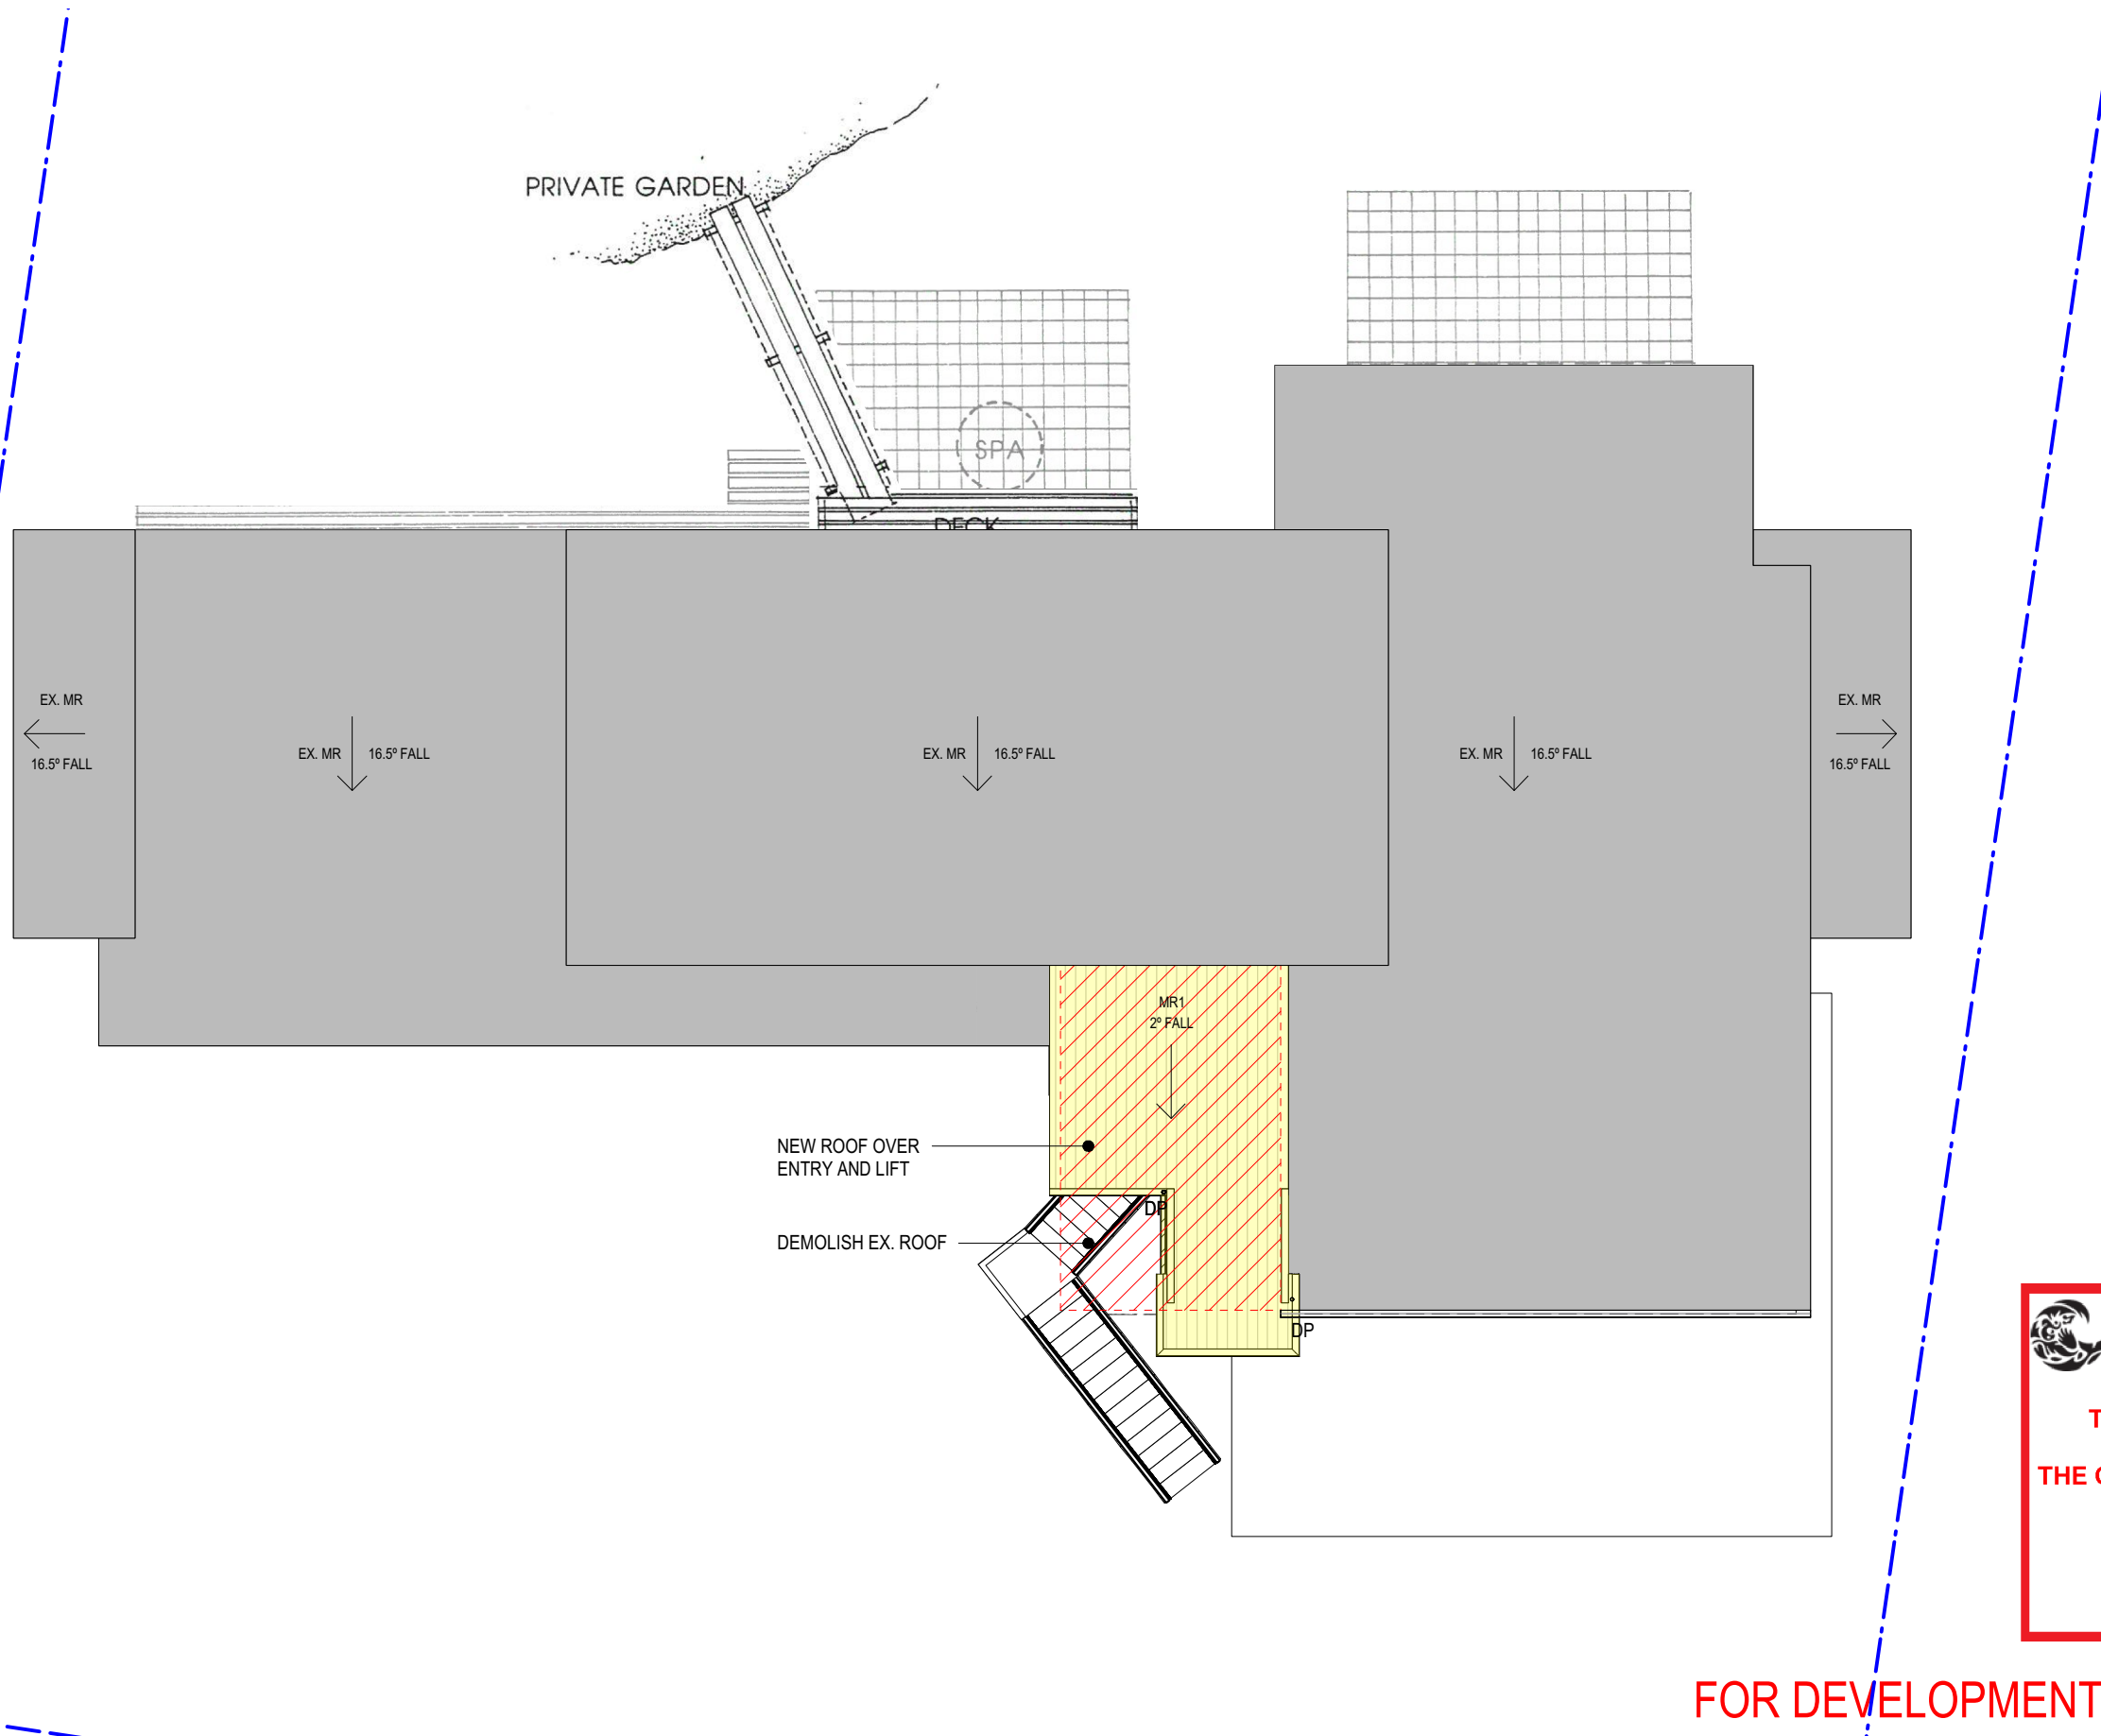 PRIVATE GARDEN
SPA
DECK
EX. MR
16.5º FALL
EX. MR 16.5º FALL
EX. MR 16.5º FALL
EX. MR 16.5º FALL
EX. MR
16.5º FALL
MR1
2º FALL
NEW ROOF OVER
ENTRY AND LIFT
DP
DEMOLISH EX. ROOF
DP
T
THE
FOR DEVELOPMENT